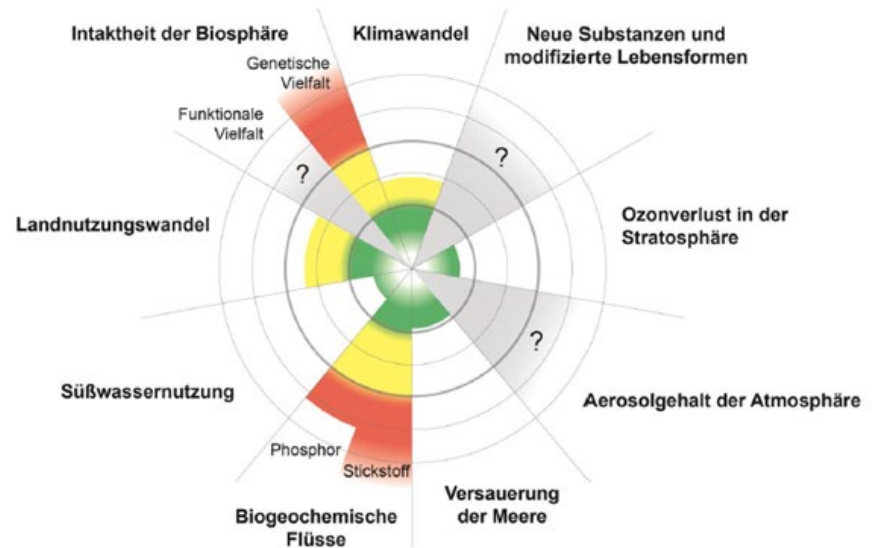 Intaktheit der Biosphäre
Klimawandel
Neue Substanzen und
modifizierte Lebensformen
Genetische
Vielfalt
Funktionale
Vielfalt
?
?
Landnutzungswandel
Ozonverlust in der
Stratosphäre
?
Süßwassernutzung
Aerosolgehalt der Atmosphäre
Phosphor
Stickstoff
Biogeochemische
Flüsse
Versauerung
der Meere